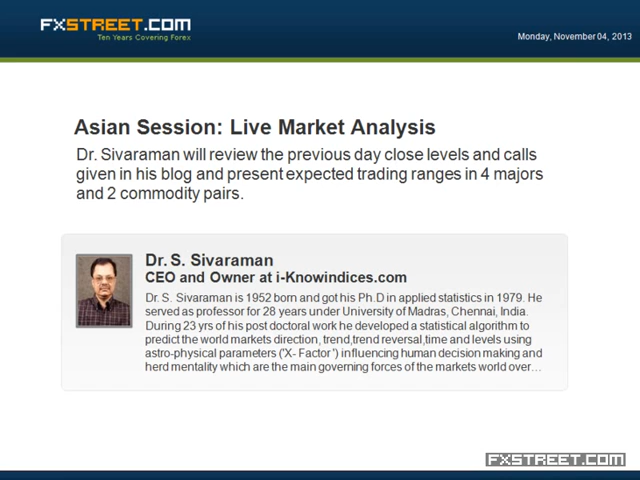 FXSTREET.COM
Ten Years Covering Forex
Monday, November 04, 2013
Asian Session: Live Market Analysis
Dr. Sivaraman will review the previous day close levels and calls
given in his blog and present expected trading ranges in 4 majors
and 2 commodity pairs.
Dr. S. Sivaraman
CEO and Owner at i-Knowindices.com
Dr. S. Sivaraman is 1952 born and got his Ph.D in applied statistics in 1979. He
served as professor for 28 years under University of Madras, Chennai, India.
During 23 yrs of his post doctoral work he developed a statistical algorithm to
predict the world markets direction, trend,trend reversal,time and levels using
astro-physical parameters ('X- Factor') influencing human decision making and
herd mentality which are the main governing forces of the markets world over…
FXSTREET.COM